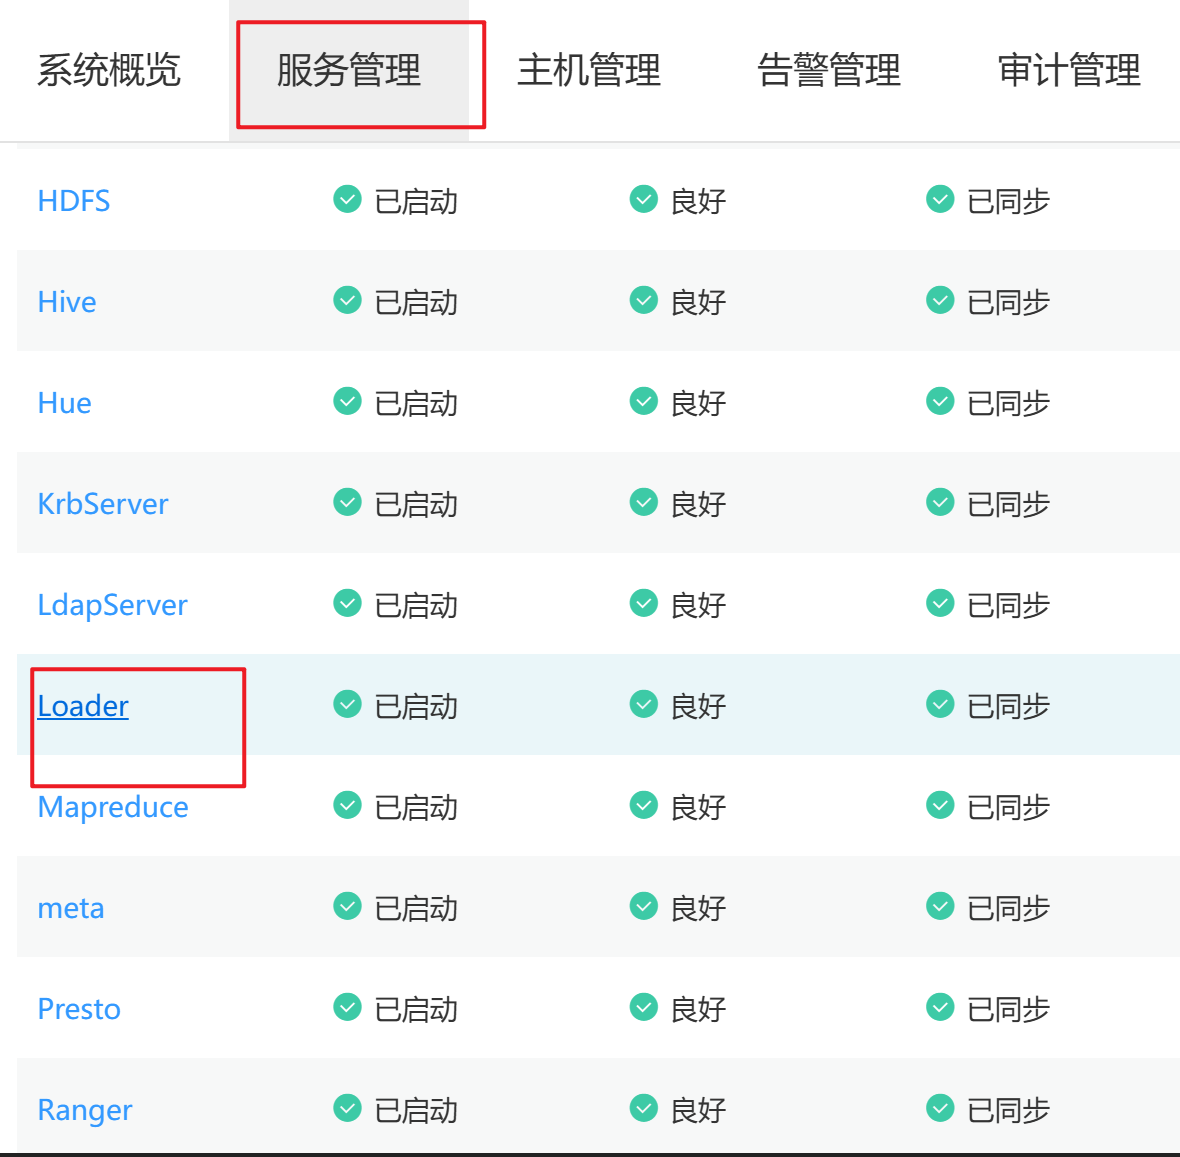 系统概览 服务管理 主机管理 告警管理 审计管理
HDFS 已启动 良好 已同步
Hive 已启动 良好 已同步
Hue 已启动 良好 已同步
KrbServer 已启动 良好 已同步
LdapServer 已启动 良好 已同步
Loader 已启动 良好 已同步
Mapreduce 已启动 良好 已同步
meta 已启动 良好 已同步
Presto 已启动 良好 已同步
Ranger 已启动 良好 已同步